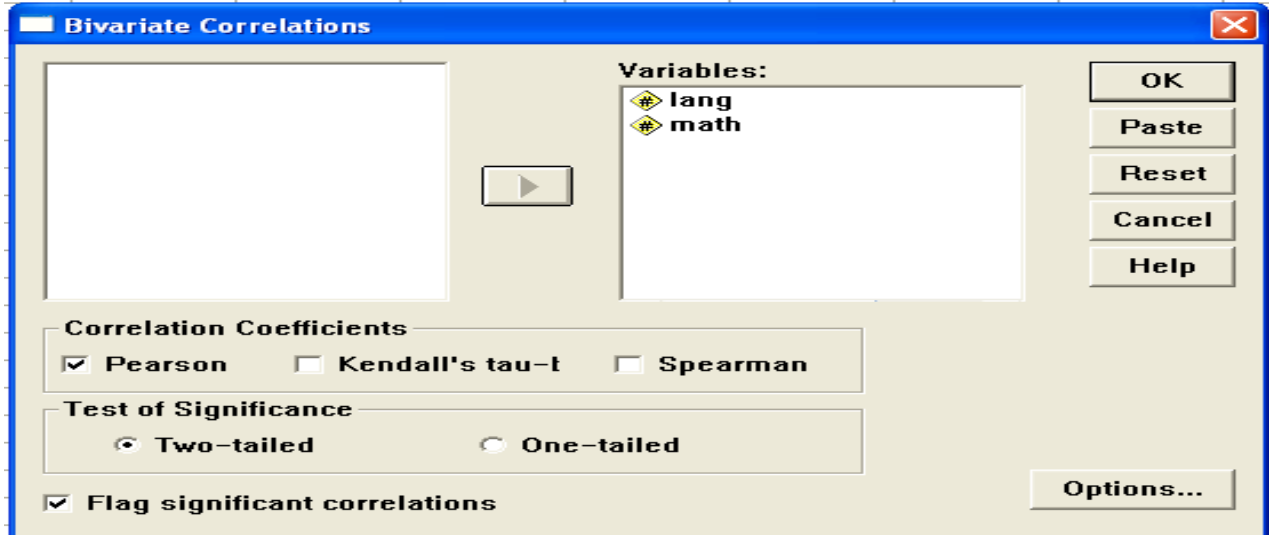 Bivariate Correlations
Variables:
lang
math
OK
Paste
Reset
Cancel
Help
Correlation Coefficients
Pearson Kendall's tau-t Spearman
Test of Significance
Two-tailed One-tailed
Flag significant correlations
Options...